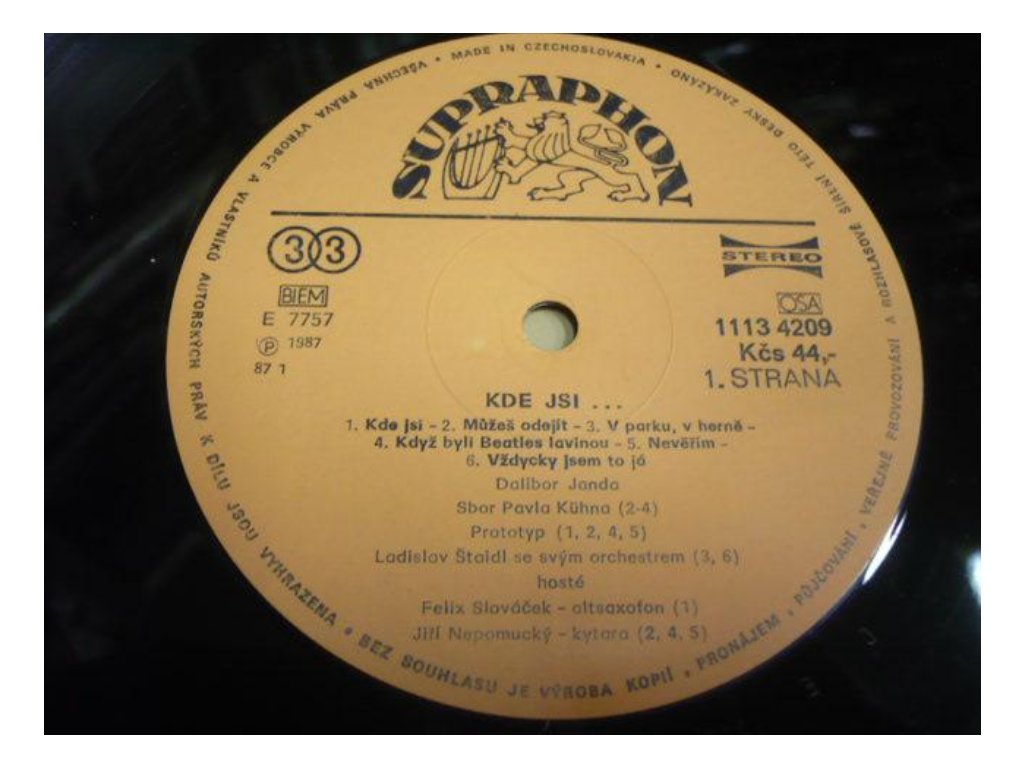 VŠECHNA PRÁVA VÝROBCE A VLASTNÍKŮ AUTORSKÝCH PRÁV K DÍLU JSOU VYHRAZENA • BEZ SOUHLASU JE VÝROBA KOPIÍ, PRONÁJEM, PŮJČOVÁNÍ, VEŘEJNÉ PROVOZOVÁNÍ A ROZHLASOVÉ ŠÍŘENÍ TÉTO DESKY ZAKÁZÁNO • MADE IN CZECHOSLOVAKIA •
SUPRAPHON
33
STEREO
BIEM
OSA
E 7757
1113 4209
Ⓟ 1987
Kčs 44,-
87 1
1. STRANA
KDE JSI ...
1. Kde jsi – 2. Můžeš odejít – 3. V parku, v herně –
4. Když byli Beatles lavinou – 5. Nevěřím –
6. Vždycky jsem to já
Dalibor Janda
Sbor Pavla Kühna (2-4)
Prototyp (1, 2, 4, 5)
Ladislav Štaidl se svým orchestrem (3, 6)
hosté
Felix Slováček – altsaxofon (1)
Jiří Nepomucký – kytara (2, 4, 5)